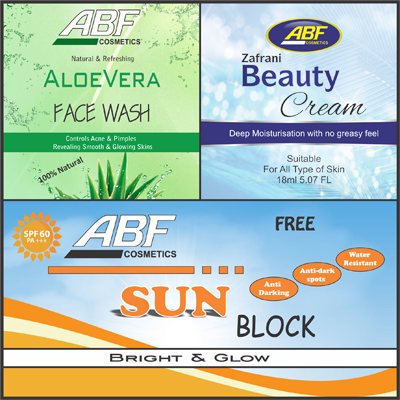 ABF
COSMETICS™
Natural & Refreshing
ALOEVERA
FACE WASH
Controls Acne & Pimples
Revealing Smooth & Glowing Skins
100% Natural
ABF
COSMETICS
Zafrani
Beauty
Cream
Deep Moisturisation with no greasy feel
Suitable
For All Type of Skin
18ml 5.07 FL
SPF 60
PA +++
ABF
COSMETICS
FREE
Water
Resistant
Anti-dark
spots
Anti
Darking
SUN
BLOCK
BRIGHT & GLOW